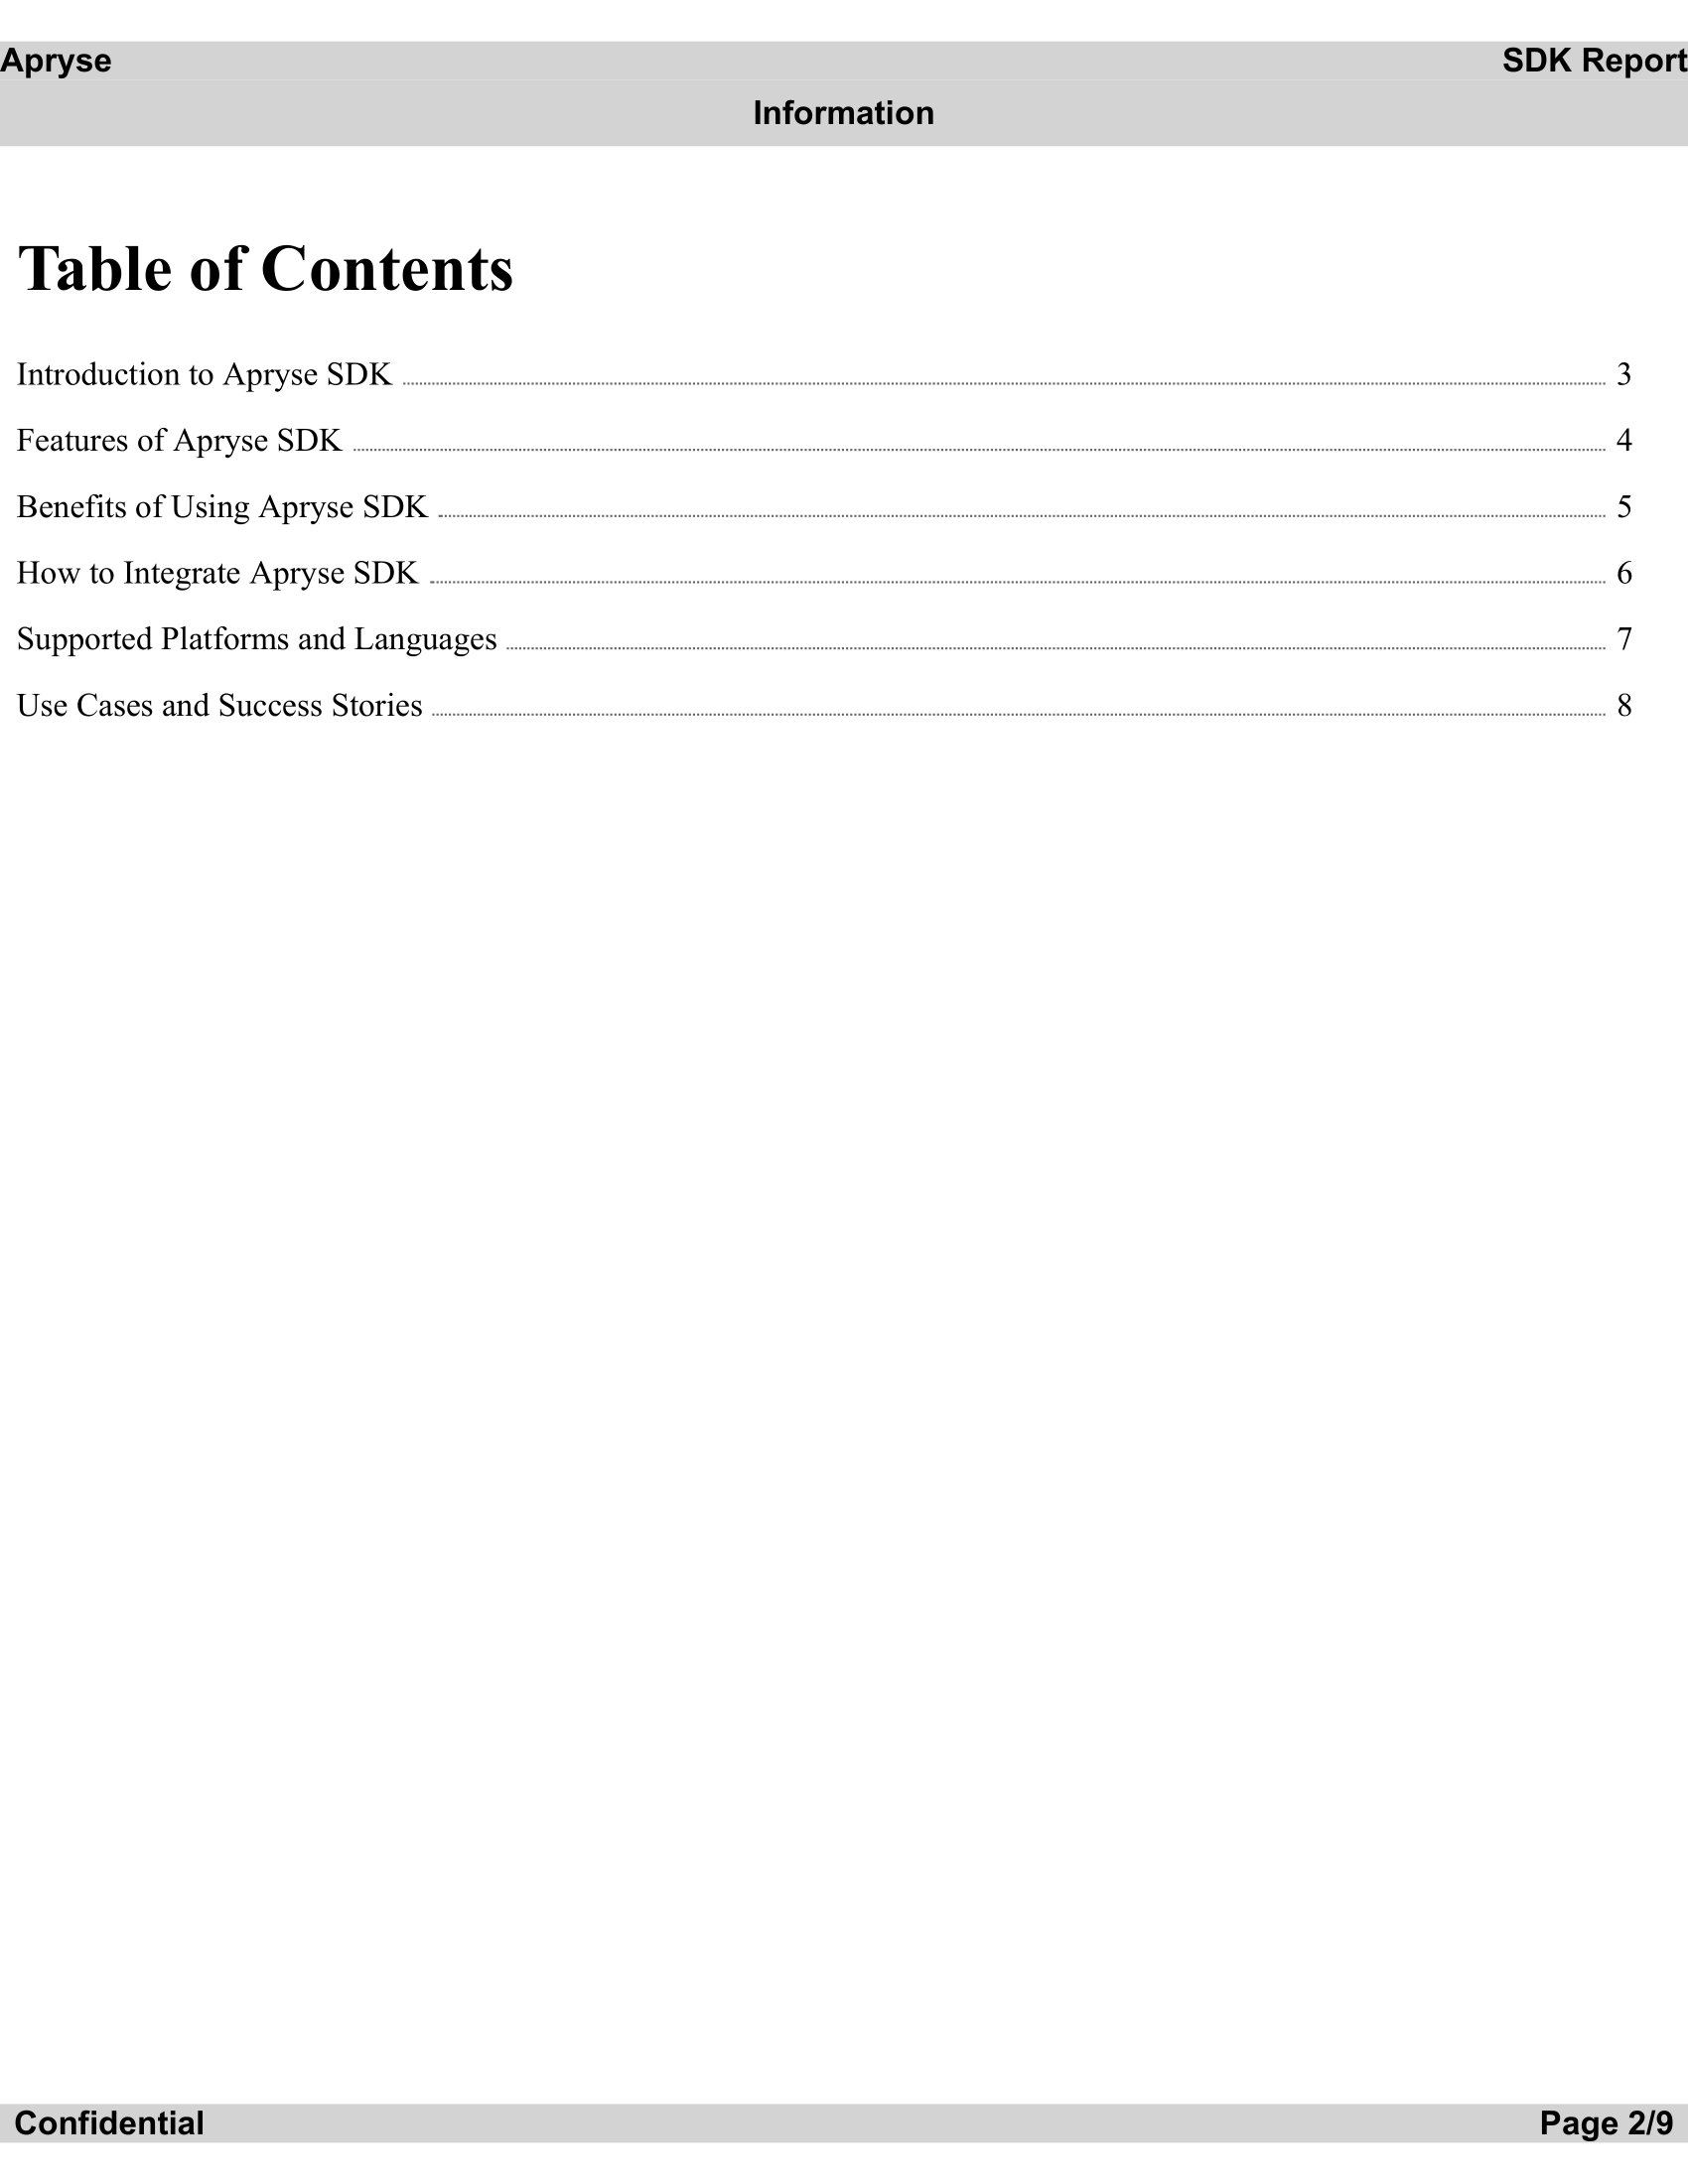 Apryse SDK Report
Information
Table of Contents
Introduction to Apryse SDK 3
Features of Apryse SDK 4
Benefits of Using Apryse SDK 5
How to Integrate Apryse SDK 6
Supported Platforms and Languages 7
Use Cases and Success Stories 8
Confidential Page 2/9